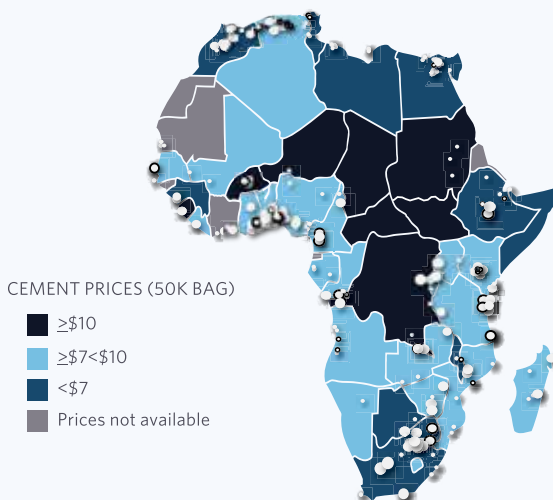 CEMENT PRICES (50K BAG)
≥$10
≥$7<$10
<$7
Prices not available